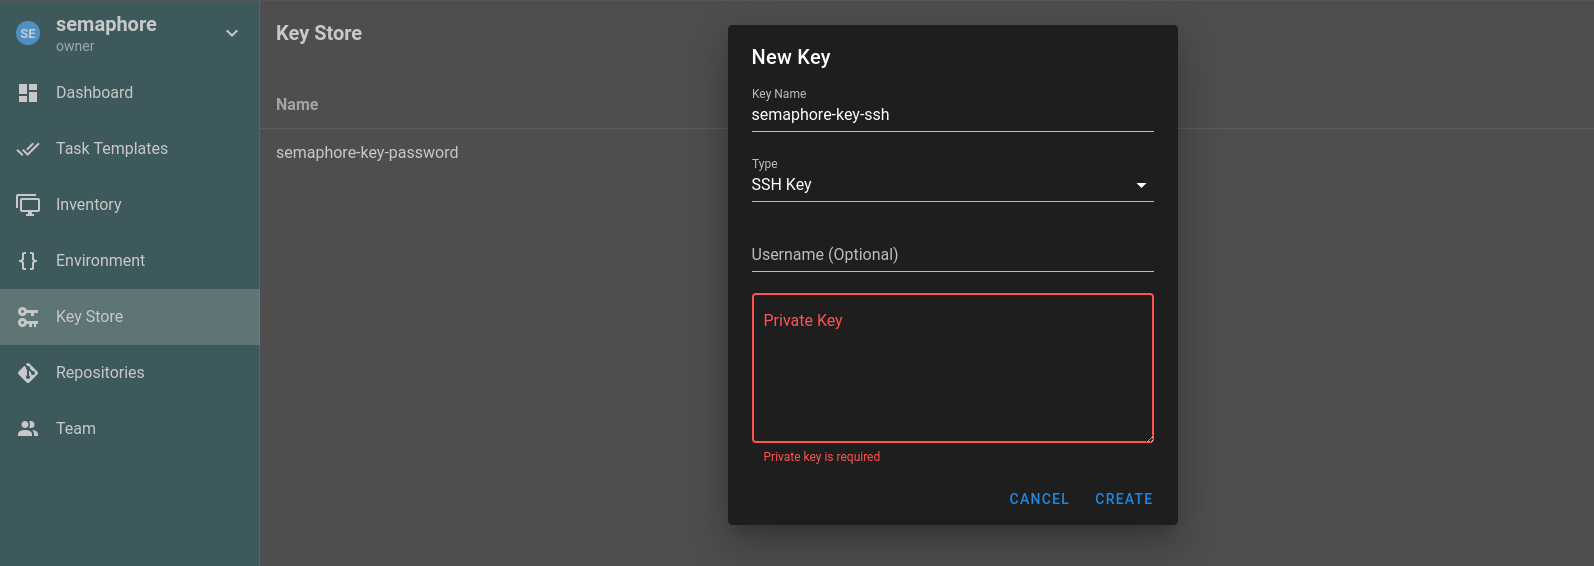 SE
semaphore
owner
Dashboard
Task Templates
Inventory
Environment
Key Store
Repositories
Team
Key Store
Name
semaphore-key-password
New Key
Key Name
semaphore-key-ssh
Type
SSH Key
Username (Optional)
Private Key
Private key is required
CANCEL CREATE